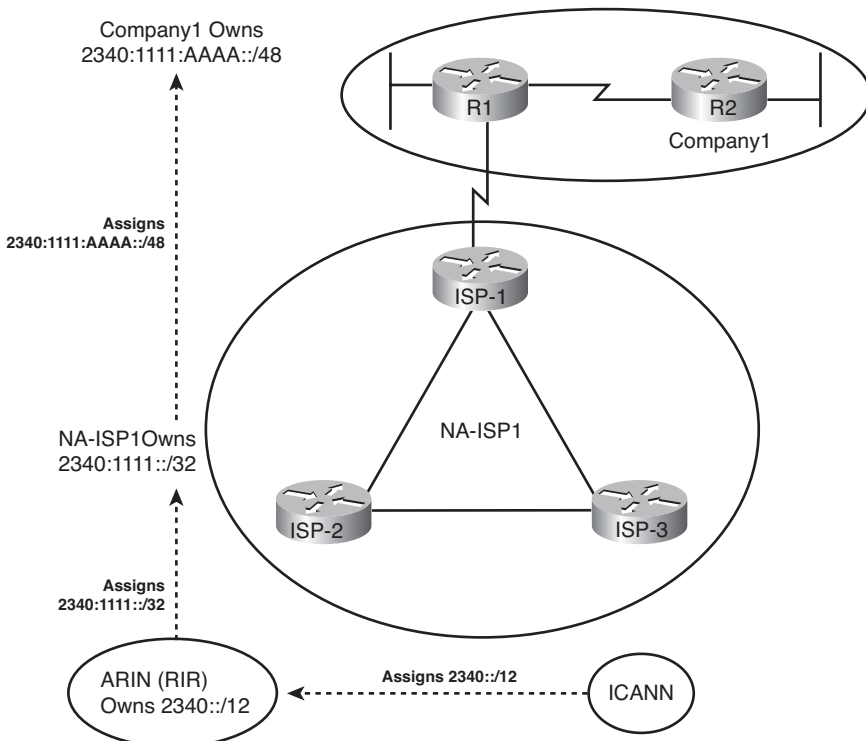 Company1 Owns
2340:1111:AAAA::/48
R1
R2
Company1
Assigns
2340:1111:AAAA::/48
ISP-1
NA-ISP1
NA-ISP1Owns
2340:1111::/32
ISP-2
ISP-3
Assigns
2340:1111::/32
ARIN (RIR)
Owns 2340::/12
Assigns 2340::/12
ICANN